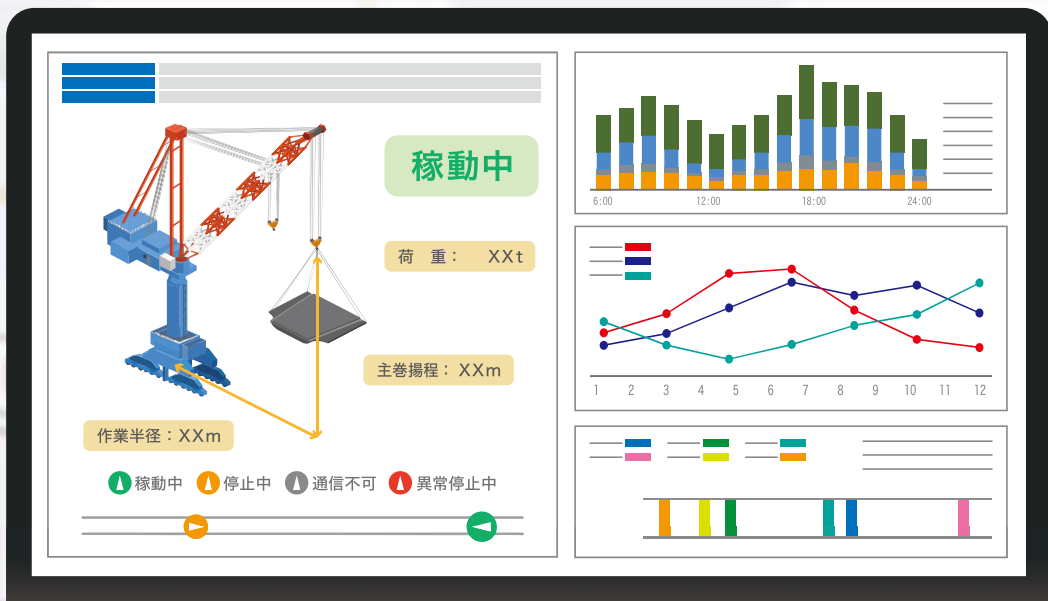 稼動中
荷　重：　XXt
主巻揚程：XXm
作業半径：XXm
稼動中 停止中 通信不可 異常停止中
6:00 12:00 18:00 24:00
1 2 3 4 5 6 7 8 9 10 11 12